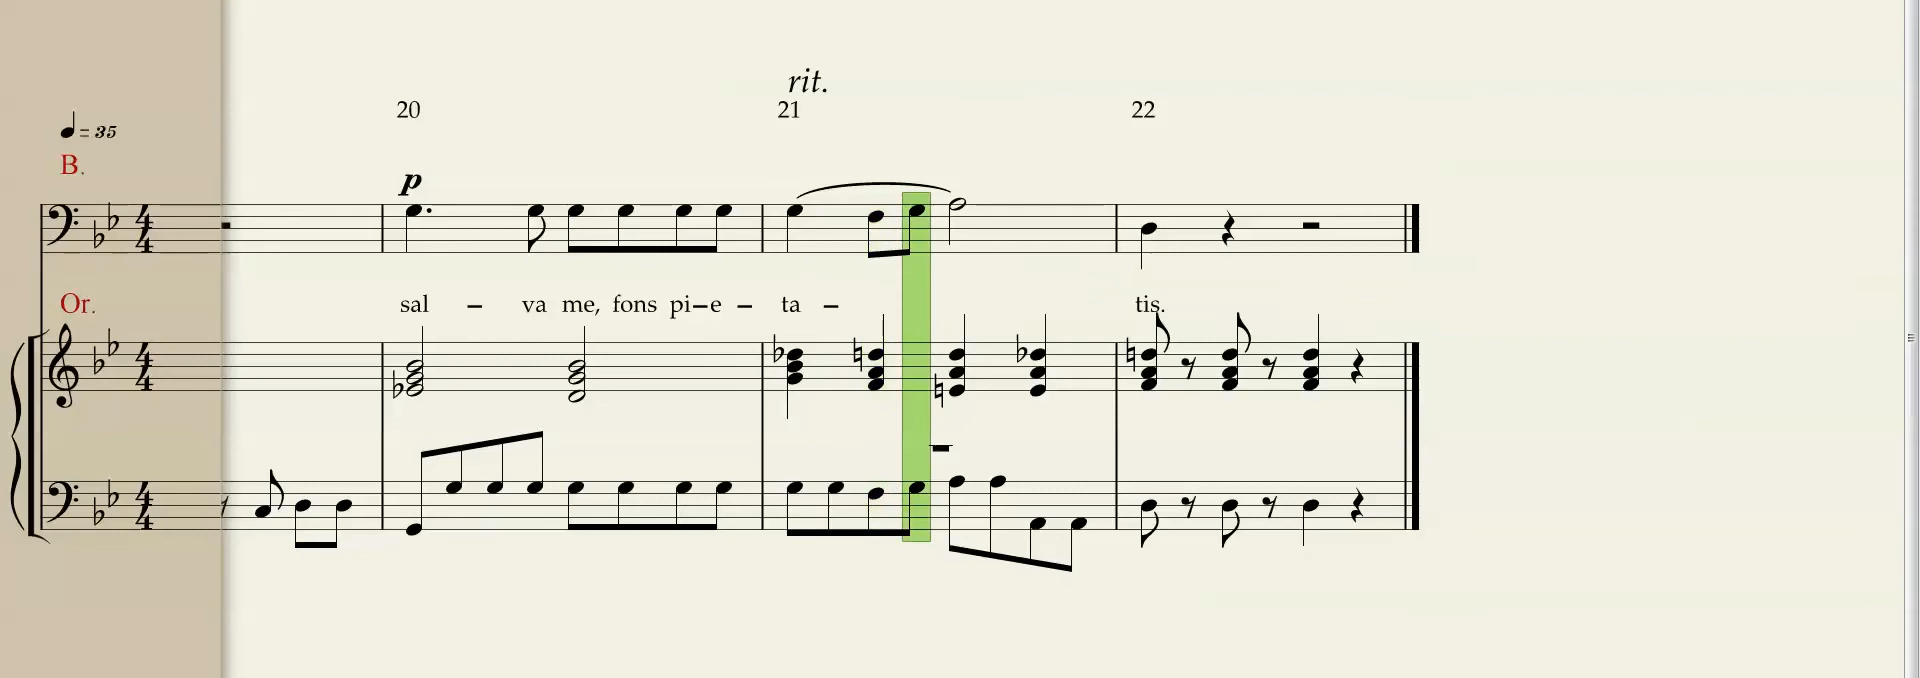 rit.
20 21 22
= 35
B.
p
sal – va me, fons pi–e – ta – tis.
Or.